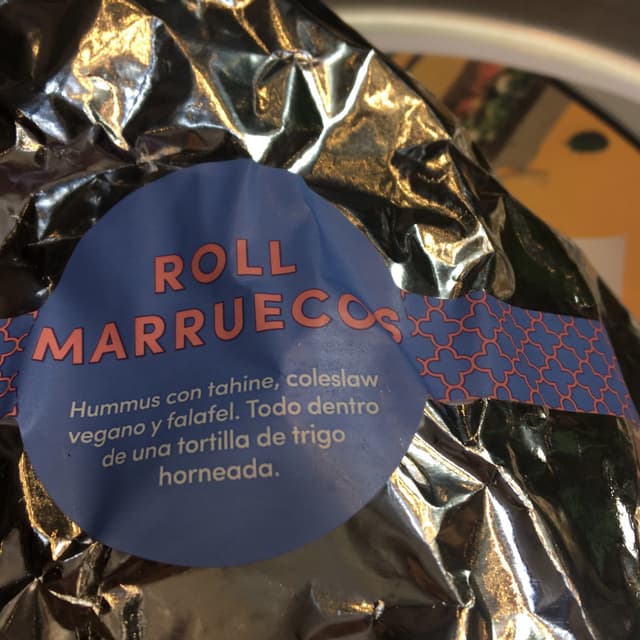 ROLL
MARRUECOS
Hummus con tahine, coleslaw
vegano y falafel. Todo dentro
de una tortilla de trigo
horneada.